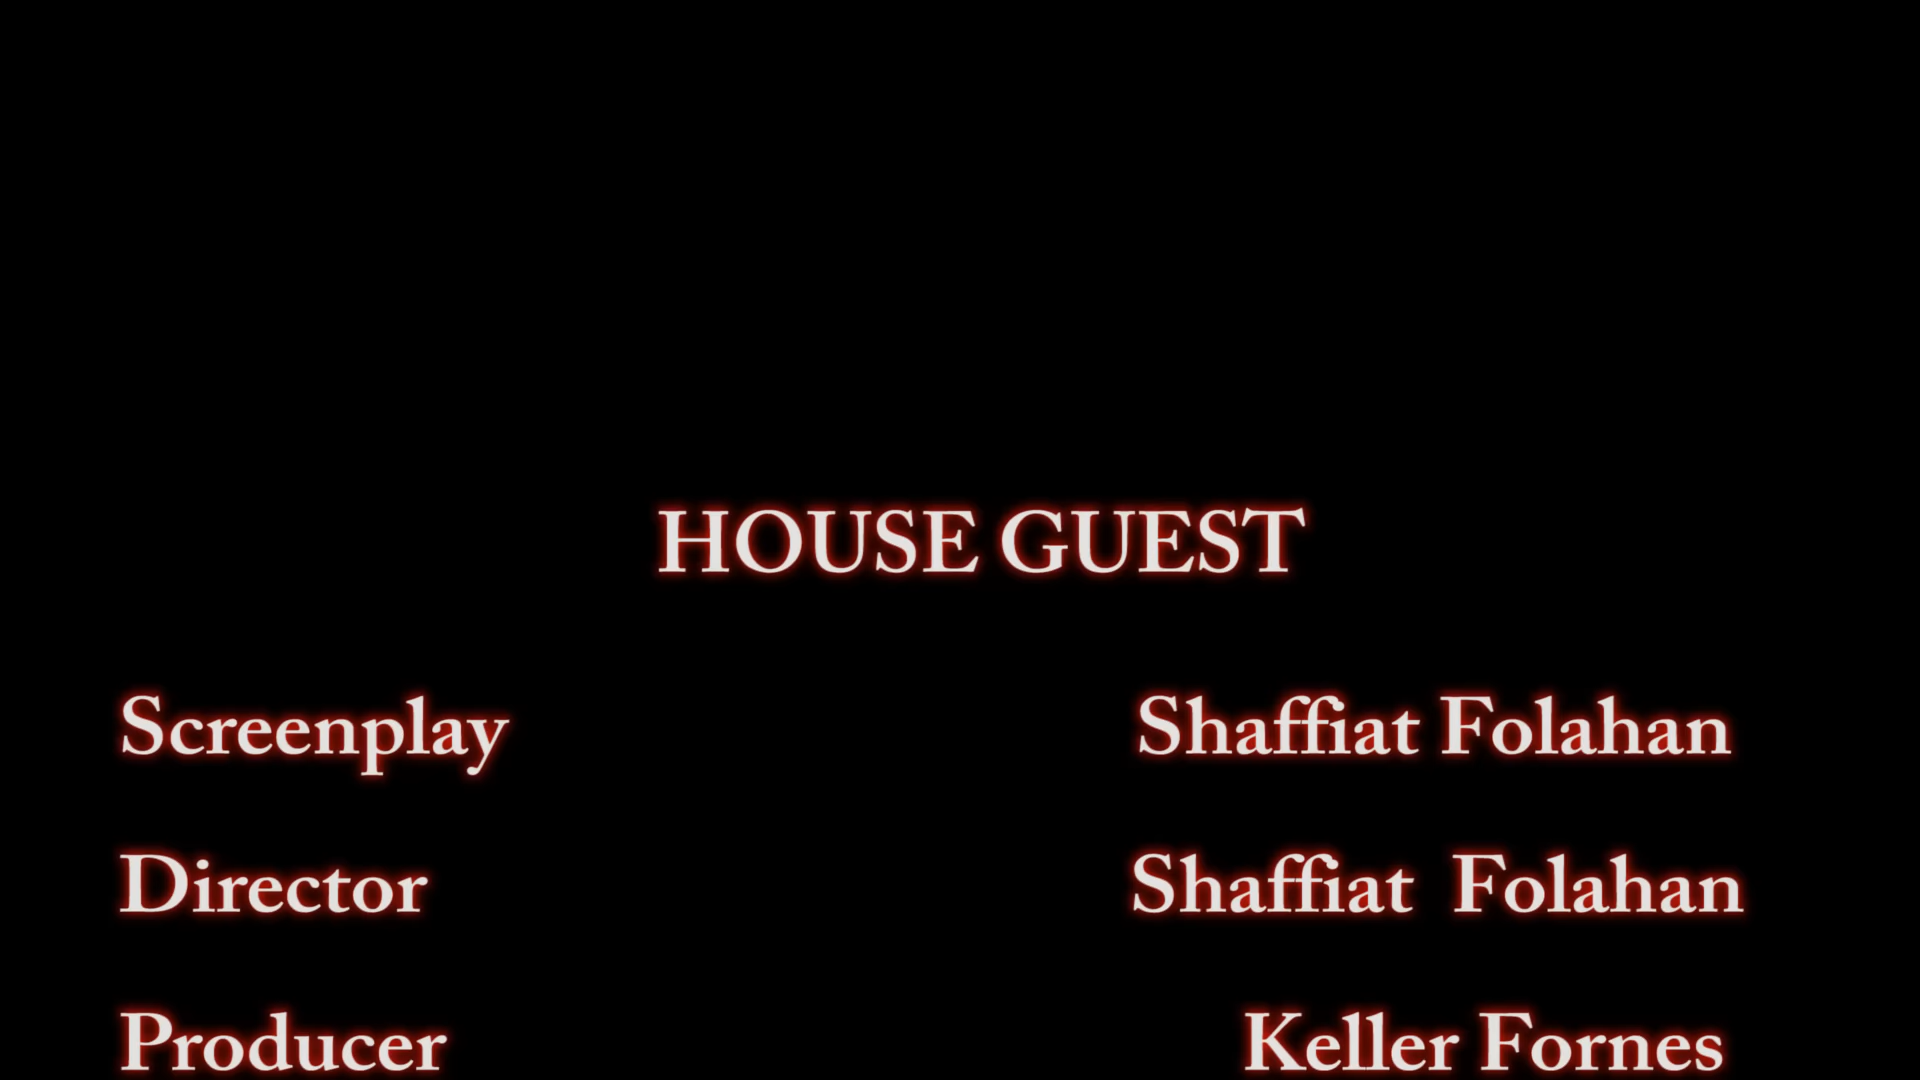 HOUSE GUEST
Screenplay Shaffiat Folahan
Director Shaffiat  Folahan
Producer Keller Fornes